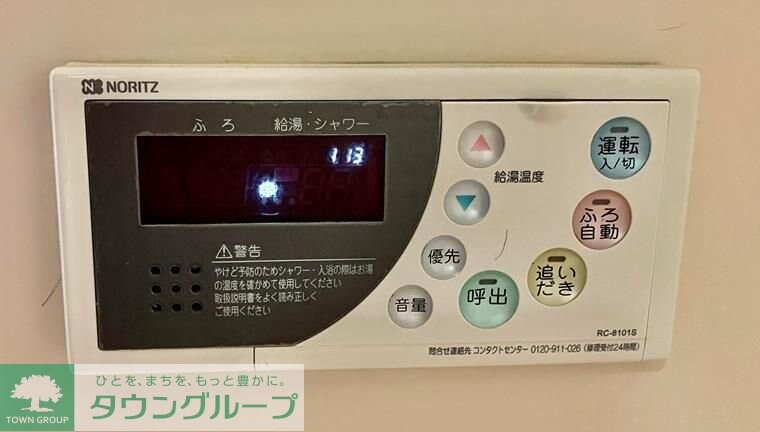 NORITZ
ふろ 給湯・シャワー
1:13
給湯温度
運転
入/切
ふろ
自動
優先
追い
だき
音量
呼出
警告
やけど予防のためシャワー・入浴の際はお湯
の温度を確かめて使用してください
取扱説明書をよく読み正しく
ご使用ください
RC-8101S
問合せ連絡先 コンタクトセンター 0120-911-026 (修理受付24時間)
TOWN GROUP
ひとを、まちを、もっと豊かに。
タウングループ